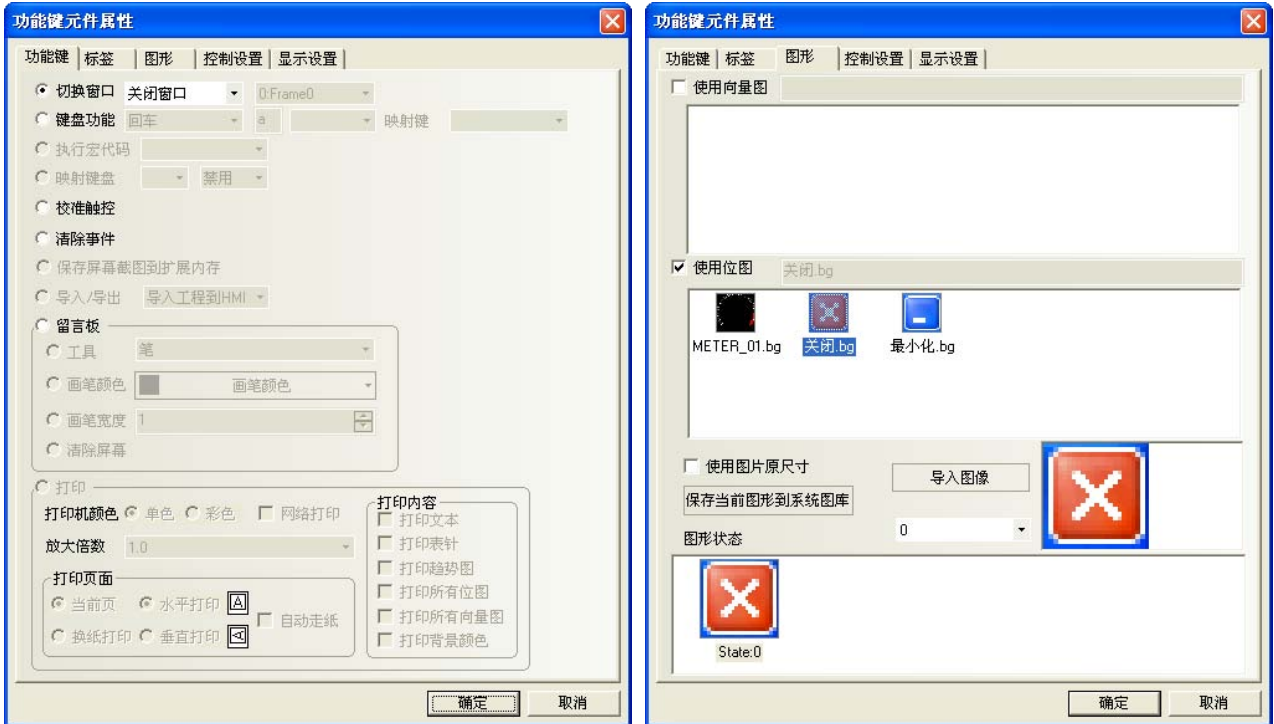 功能键元件属性
功能键 标签 图形 控制设置 显示设置
切换窗口 关闭窗口 0:Frame0
键盘功能 回车 a 映射键
执行宏代码
映射键盘 禁用
校准触控
清除事件
保存屏幕截图到扩展内存
导入/导出 导入工程到HMI
留言板
工具 笔
画笔颜色 画笔颜色
画笔宽度 1
清除屏幕
打印
打印机颜色 单色 彩色 网络打印
放大倍数 1.0
打印页面
当前页 水平打印 A 自动走纸
换纸打印 垂直打印 A
打印内容
打印文本
打印表针
打印趋势图
打印所有位图
打印所有向量图
打印背景颜色
确定 取消
功能键元件属性
功能键 标签 图形 控制设置 显示设置
使用向量图
使用位图 关闭.bg
METER_01.bg 关闭.bg 最小化.bg
使用图片原尺寸 导入图像
保存当前图形到系统图库
图形状态 0
State:0
确定 取消